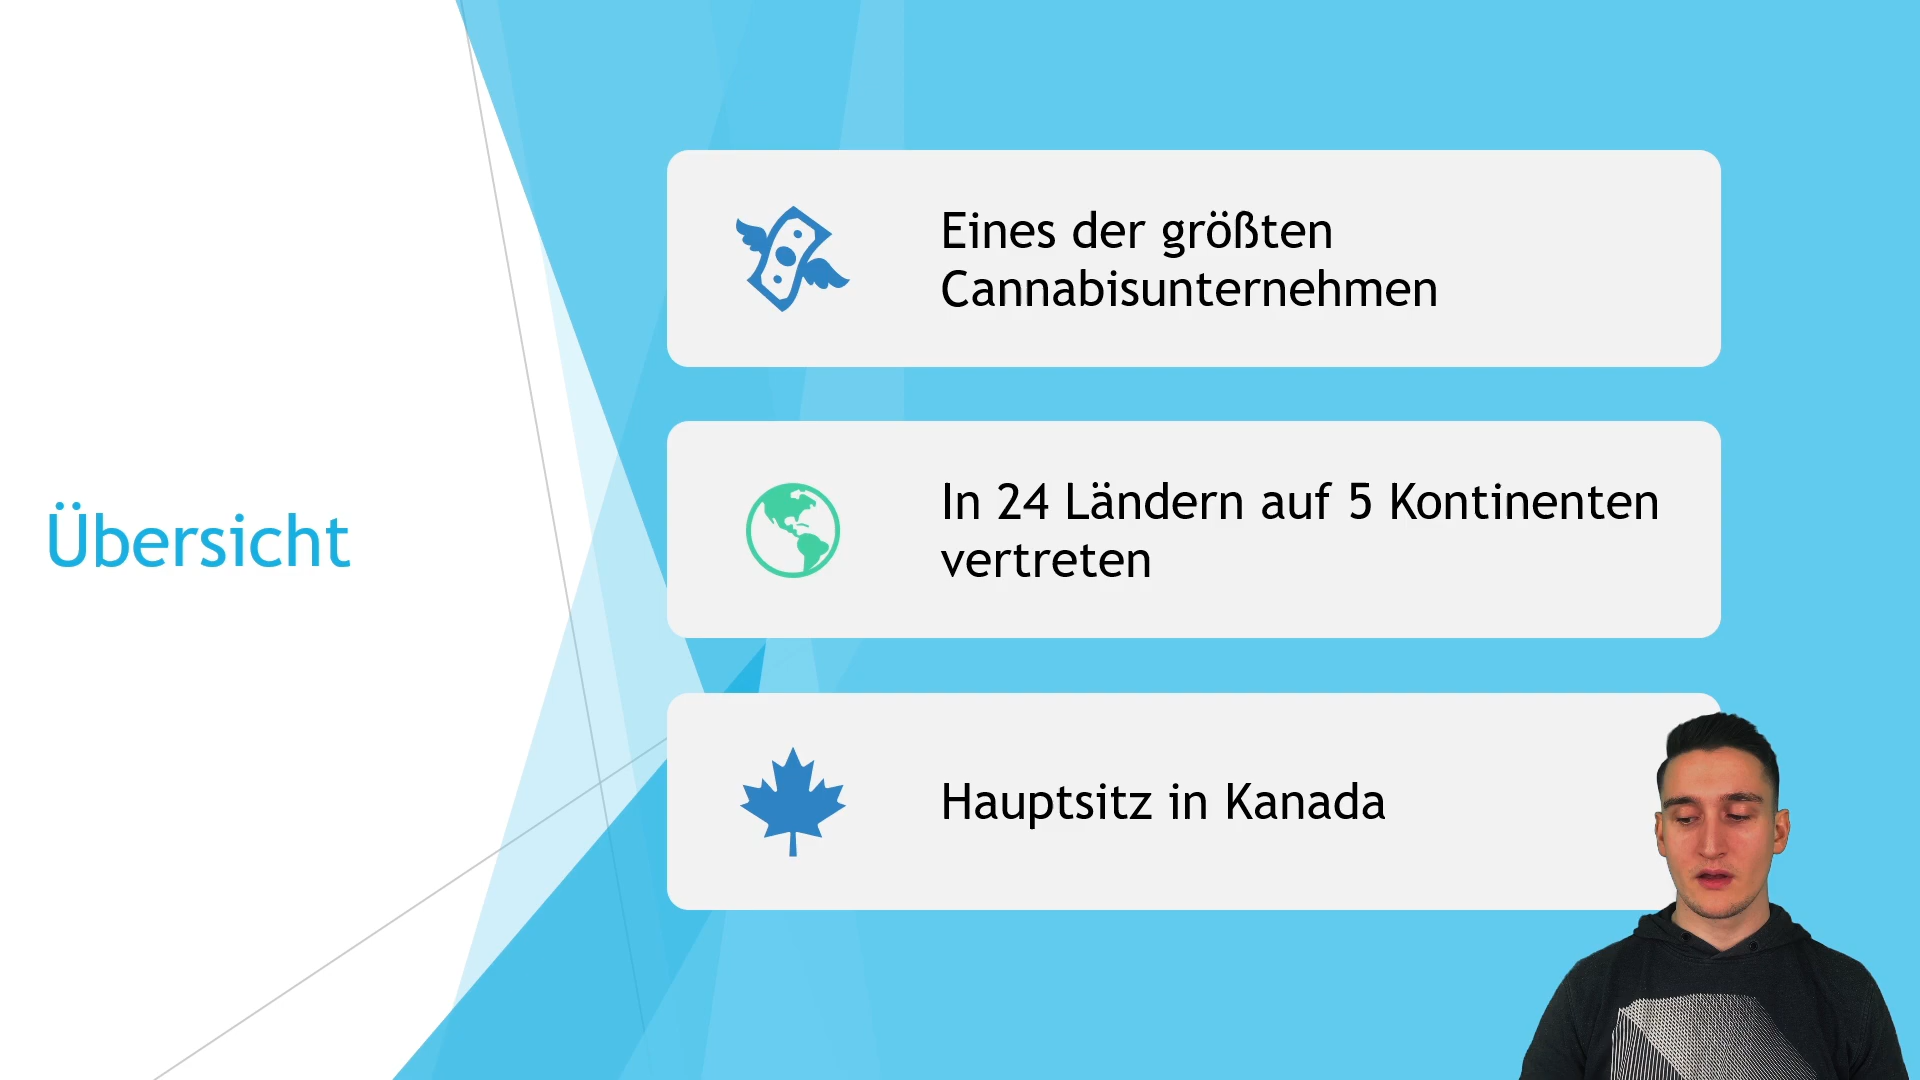 Übersicht
Eines der größten
Cannabisunternehmen
In 24 Ländern auf 5 Kontinenten
vertreten
Hauptsitz in Kanada